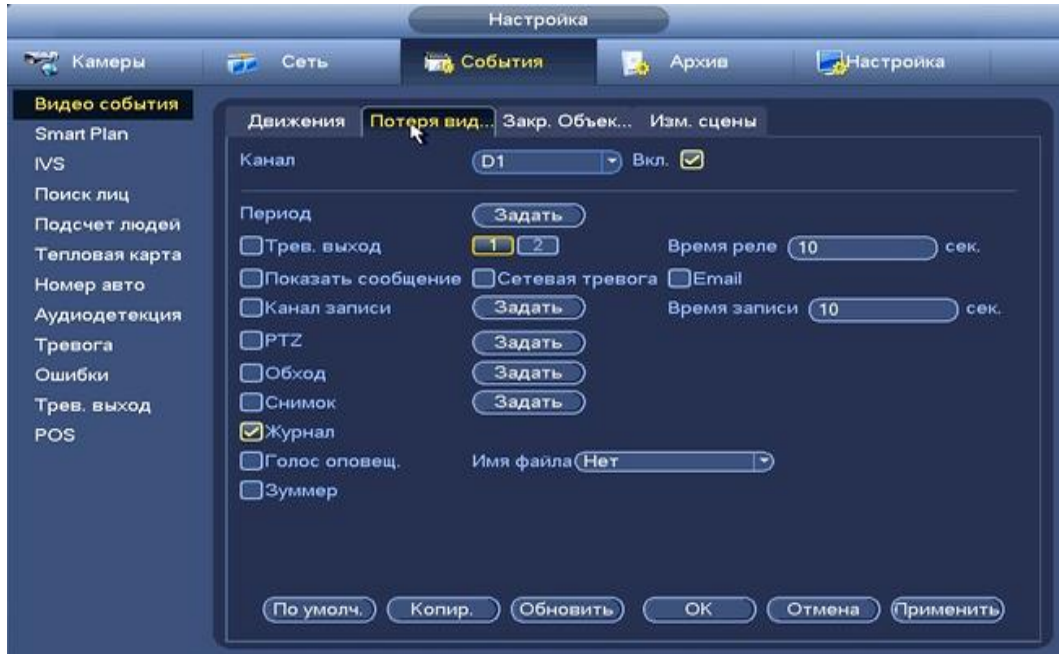 Настройка
Камеры Сеть События Архив Настройка
Видео события
Smart Plan
IVS
Поиск лиц
Подсчет людей
Тепловая карта
Номер авто
Аудиодетекция
Тревога
Ошибки
Трев. выход
POS
Движения Потеря вид... Закр. Объек... Изм. сцены
Канал D1 Вкл.
Период Задать
Трев. выход 1 2 Время реле 10 сек.
Показать сообщение Сетевая тревога Email
Канал записи Задать Время записи 10 сек.
PTZ Задать
Обход Задать
Снимок Задать
Журнал
Голос оповещ. Имя файла Нет
Зуммер
По умолч. Копир. Обновить OK Отмена Применить